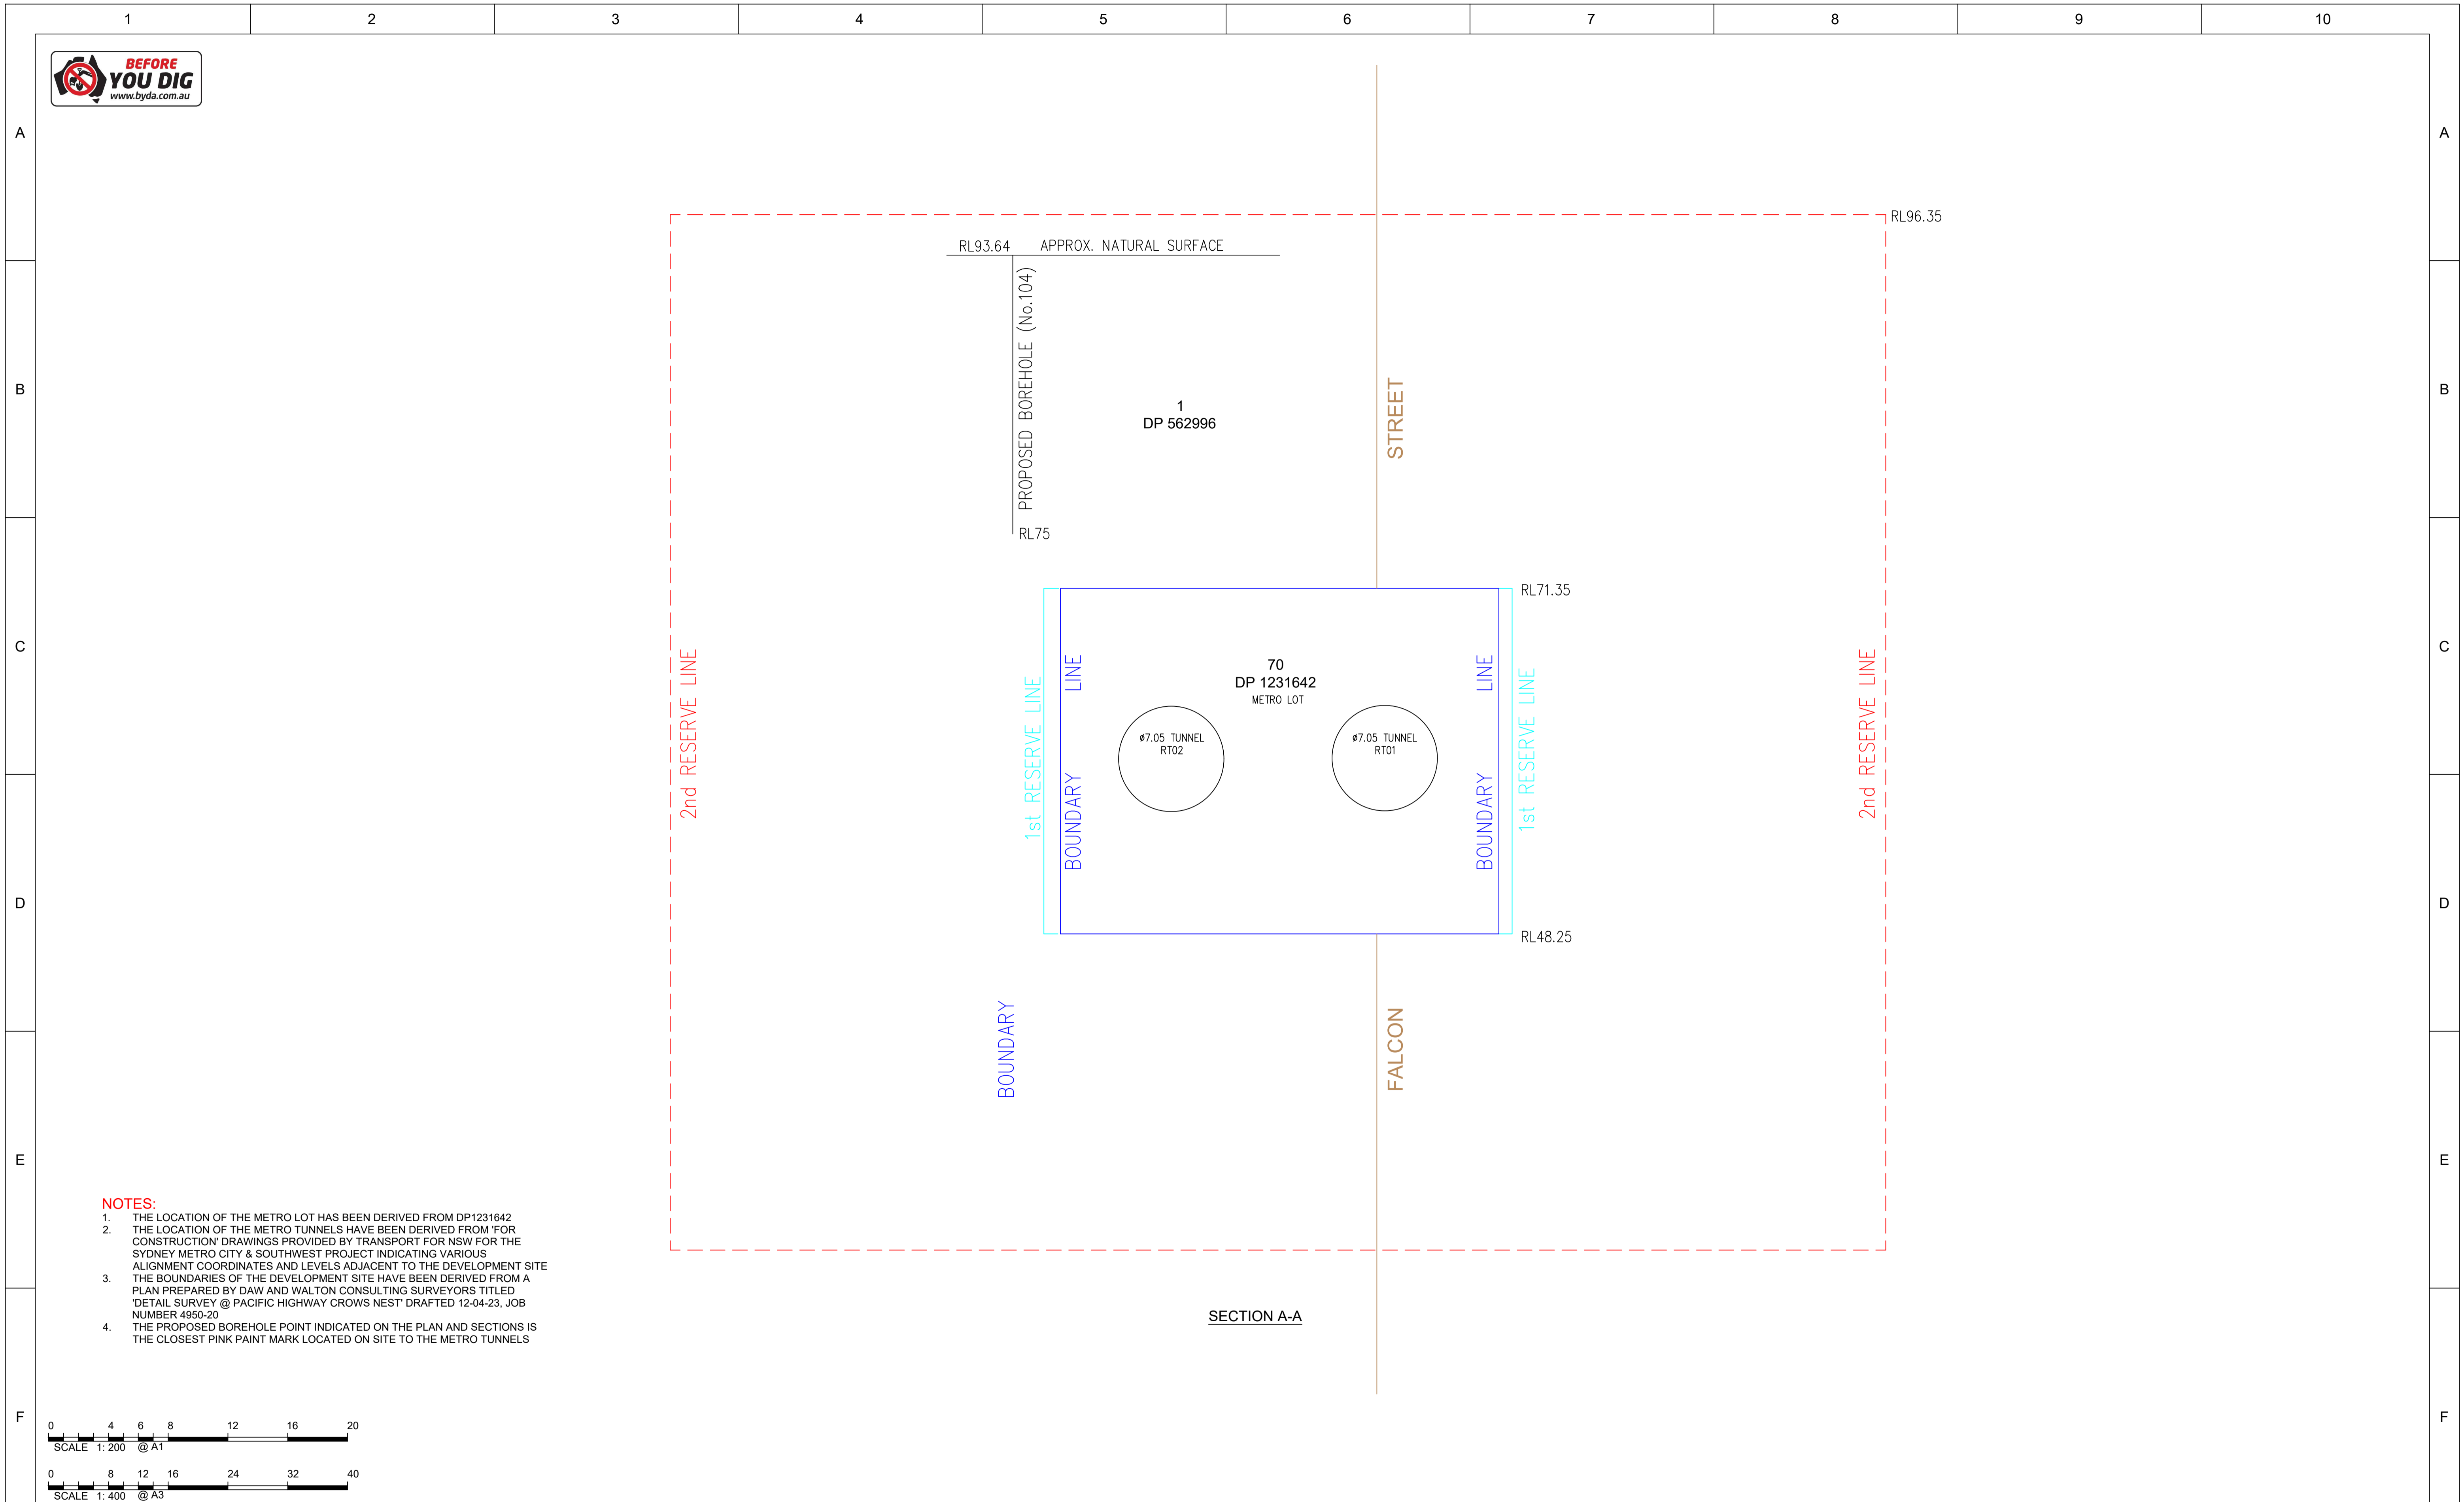 1 2 3 4 5 6 7 8 9 10
BEFORE
YOU DIG
www.byda.com.au
A A
RL96.35
RL93.64 APPROX. NATURAL SURFACE
PROPOSED BOREHOLE (No.104)
B B
1
DP 562996
STREET
RL75
RL71.35
C C
2nd RESERVE LINE
1st RESERVE LINE
BOUNDARY LINE
70
DP 1231642
METRO LOT
ø7.05 TUNNEL
RT02
ø7.05 TUNNEL
RT01
BOUNDARY LINE
1st RESERVE LINE
2nd RESERVE LINE
D D
RL48.25
BOUNDARY
FALCON
E E
NOTES:
1. THE LOCATION OF THE METRO LOT HAS BEEN DERIVED FROM DP1231642
2. THE LOCATION OF THE METRO TUNNELS HAVE BEEN DERIVED FROM 'FOR
CONSTRUCTION' DRAWINGS PROVIDED BY TRANSPORT FOR NSW FOR THE
SYDNEY METRO CITY & SOUTHWEST PROJECT INDICATING VARIOUS
ALIGNMENT COORDINATES AND LEVELS ADJACENT TO THE DEVELOPMENT SITE
3. THE BOUNDARIES OF THE DEVELOPMENT SITE HAVE BEEN DERIVED FROM A
PLAN PREPARED BY DAW AND WALTON CONSULTING SURVEYORS TITLED
'DETAIL SURVEY @ PACIFIC HIGHWAY CROWS NEST' DRAFTED 12-04-23, JOB
NUMBER 4950-20
4. THE PROPOSED BOREHOLE POINT INDICATED ON THE PLAN AND SECTIONS IS
THE CLOSEST PINK PAINT MARK LOCATED ON SITE TO THE METRO TUNNELS
SECTION A-A
F F
0 4 6 8 12 16 20
SCALE 1: 200 @ A1
0 8 12 16 24 32 40
SCALE 1: 400 @ A3